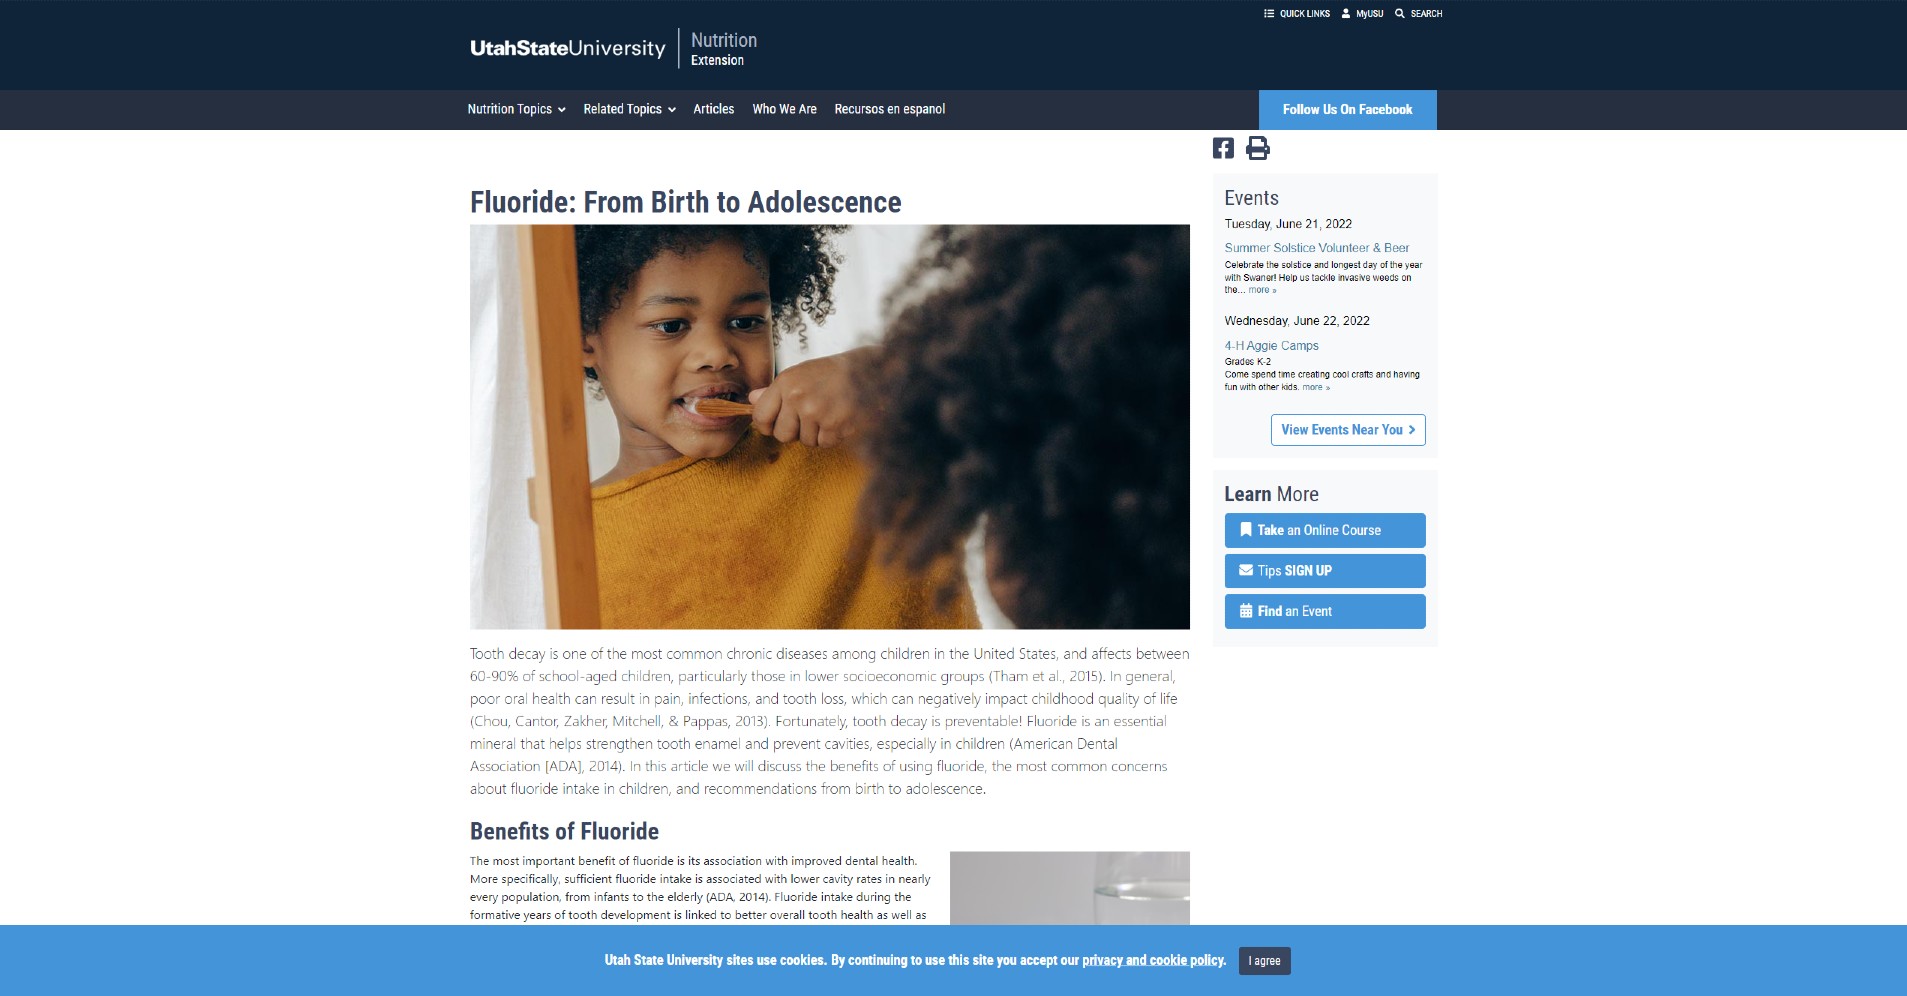 QUICK LINKS MyUSU SEARCH
UtahStateUniversity
Nutrition
Extension
Nutrition Topics Related Topics Articles Who We Are Recursos en espanol Follow Us On Facebook
Fluoride: From Birth to Adolescence
Tooth decay is one of the most common chronic diseases among children in the United States, and affects between
60-90% of school-aged children, particularly those in lower socioeconomic groups (Tham et al., 2015). In general,
poor oral health can result in pain, infections, and tooth loss, which can negatively impact childhood quality of life
(Chou, Cantor, Zakher, Mitchell, & Pappas, 2013). Fortunately, tooth decay is preventable! Fluoride is an essential
mineral that helps strengthen tooth enamel and prevent cavities, especially in children (American Dental
Association [ADA], 2014). In this article we will discuss the benefits of using fluoride, the most common concerns
about fluoride intake in children, and recommendations from birth to adolescence.
Benefits of Fluoride
The most important benefit of fluoride is its association with improved dental health.
More specifically, sufficient fluoride intake is associated with lower cavity rates in nearly
every population, from infants to the elderly (ADA, 2014). Fluoride intake during the
formative years of tooth development is linked to better overall tooth health as well as
Events
Tuesday, June 21, 2022
Summer Solstice Volunteer & Beer
Celebrate the solstice and longest day of the year
with Swaner! Help us tackle invasive weeds on
the... more »
Wednesday, June 22, 2022
4-H Aggie Camps
Grades K-2
Come spend time creating cool crafts and having
fun with other kids. more »
View Events Near You
Learn More
Take an Online Course
Tips SIGN UP
Find an Event
Utah State University sites use cookies. By continuing to use this site you accept our privacy and cookie policy. I agree